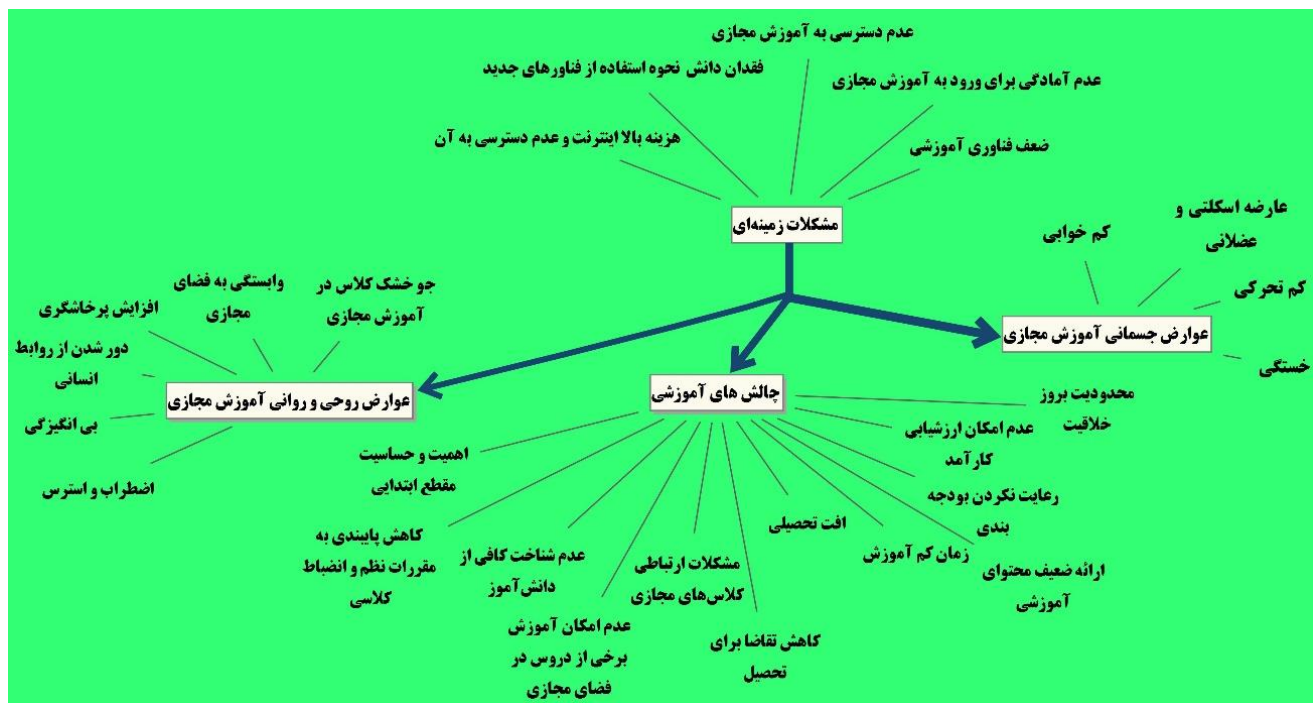 عدم دسترسی به آموزش مجازی
فقدان دانش نحوه استفاده از فناورهای جدید
عدم آمادگی برای ورود به آموزش مجازی
هزینه بالا اینترنت و عدم دسترسی به آن
ضعف فناوری آموزشی
مشکلات زمینه‌ای
عارضه اسکلتی و
عضلانی
کم خوابی
کم تحرکی
خستگی
عوارض جسمانی آموزش مجازی
جو خشک کلاس در
آموزش مجازی
وابستگی به فضای
مجازی
افزایش پرخاشگری
دور شدن از روابط
انسانی
بی انگیزگی
اضطراب و استرس
عوارض روحی و روانی آموزش مجازی
چالش های آموزشی
محدودیت بروز
خلاقیت
عدم امکان ارزشیابی
کارآمد
رعایت نکردن بودجه
بندی
ارائه ضعیف محتوای
آموزشی
زمان کم آموزش
افت تحصیلی
کاهش تقاضا برای
تحصیل
مشکلات ارتباطی
کلاس‌های مجازی
عدم امکان آموزش
برخی از دروس در
فضای مجازی
عدم شناخت کافی از
دانش‌آموز
کاهش پایبندی به
مقررات نظم و انضباط
کلاسی
اهمیت و حساسیت
مقطع ابتدایی